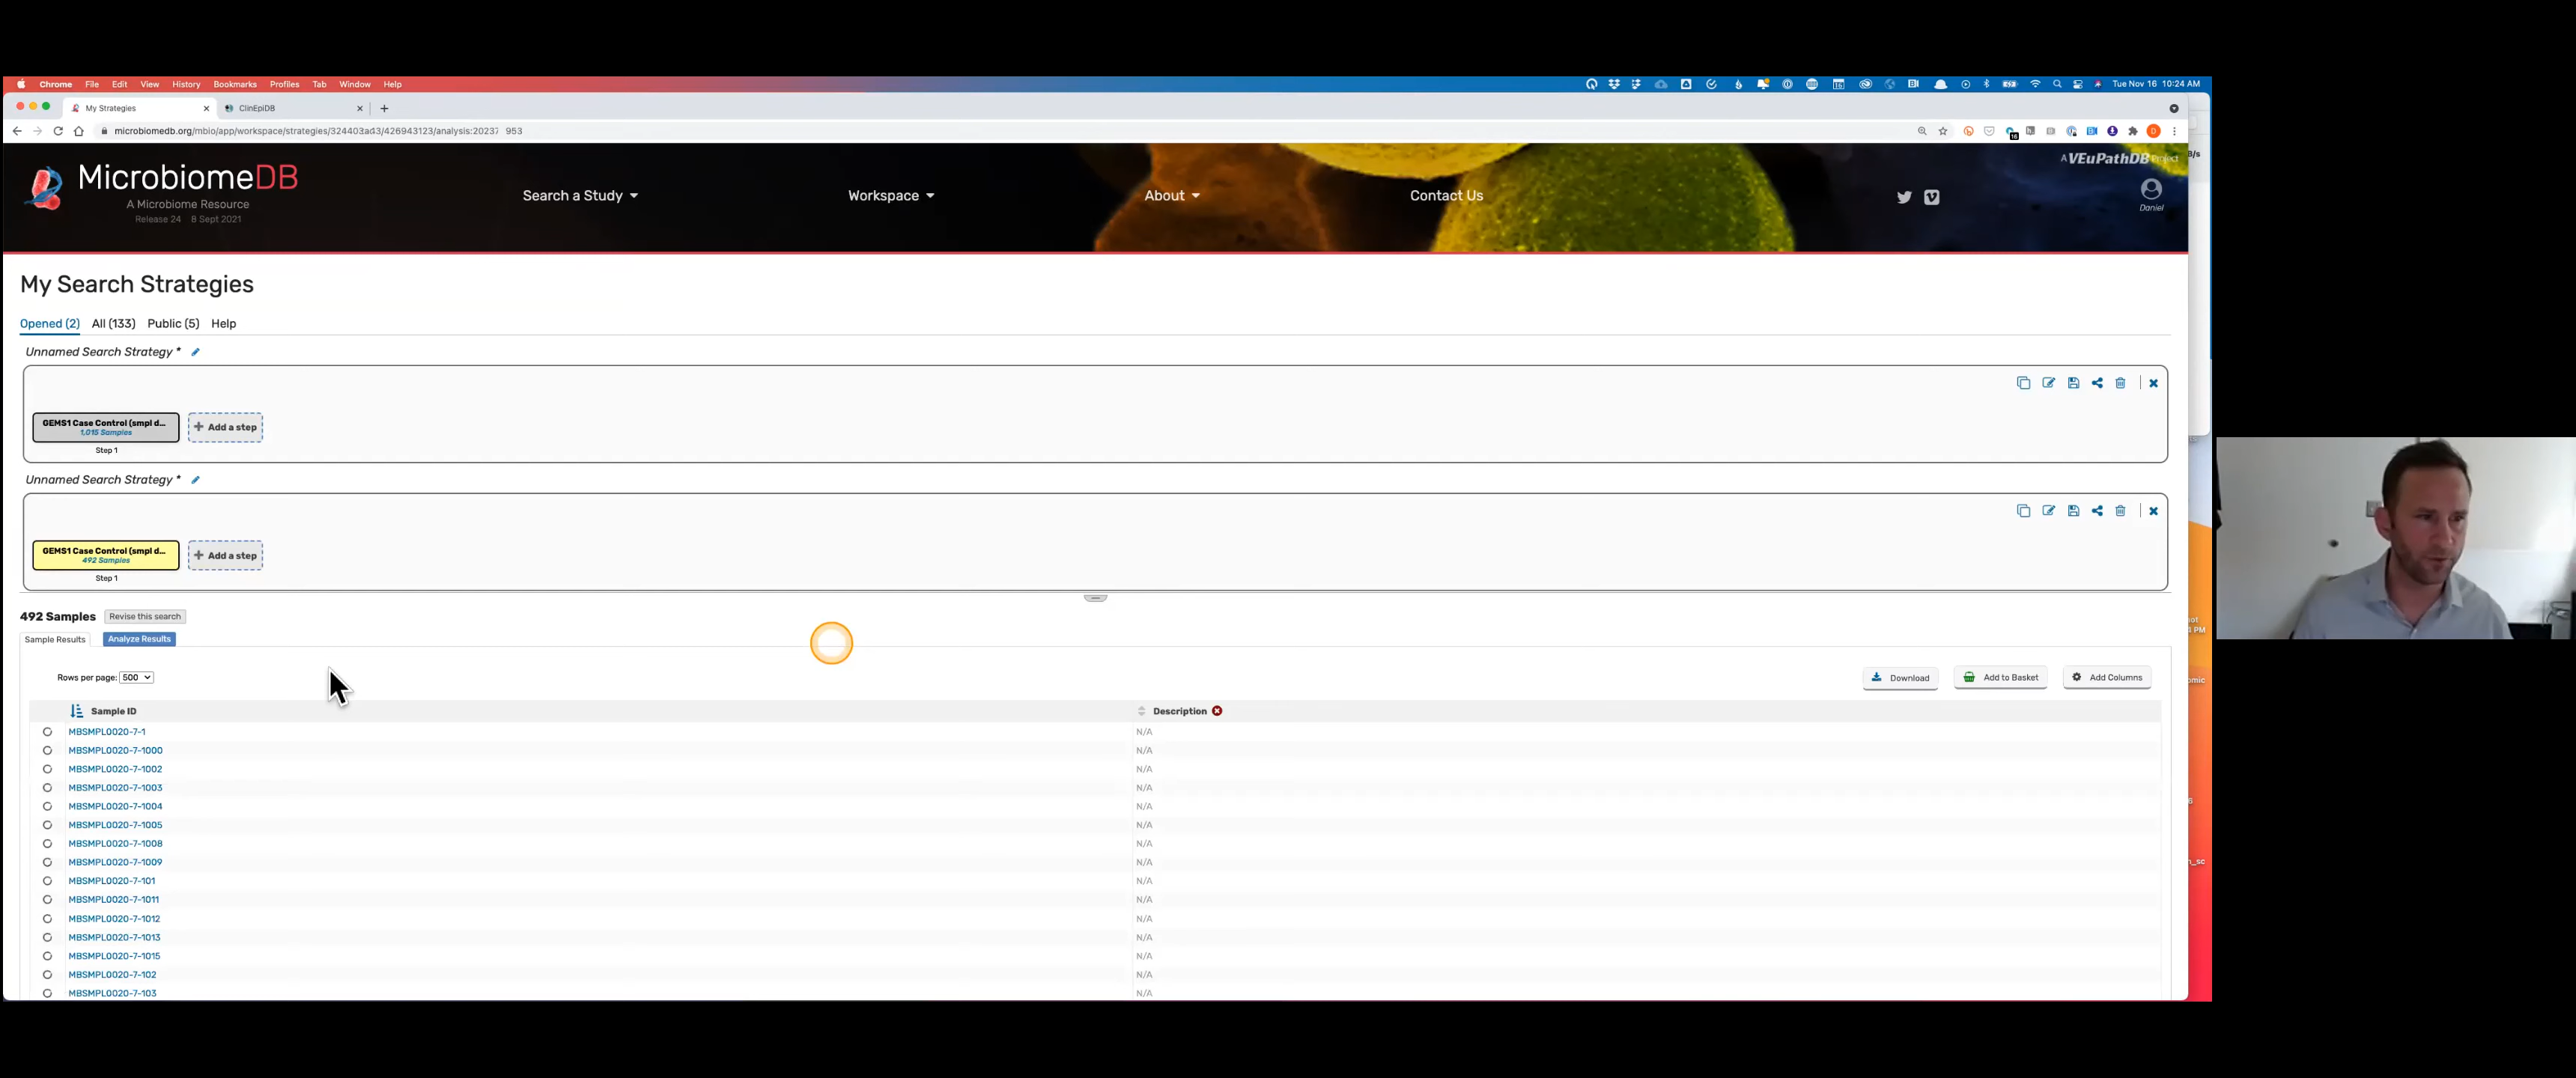 Chrome File Edit View History Bookmarks Profiles Tab Window Help
Tue Nov 16 10:24 AM
My Strategies
ClinEpiDB
microbiomedb.org/mbio/app/workspace/strategies/324403ad3/426943123/analysis:20237 953
MicrobiomeDB
A Microbiome Resource
Release 24 8 Sept 2021
Search a Study
Workspace
About
Contact Us
A VEuPathDB Project
Daniel
My Search Strategies
Opened (2) All (133) Public (5) Help
Unnamed Search Strategy *
GEMS1 Case Control (smpl d...
1,015 Samples
Add a step
Step 1
Unnamed Search Strategy *
GEMS1 Case Control (smpl d...
492 Samples
Add a step
Step 1
492 Samples Revise this search
Sample Results Analyze Results
Rows per page: 500
Download Add to Basket Add Columns
Sample ID Description
MBSMPL0020-7-1 N/A
MBSMPL0020-7-1000 N/A
MBSMPL0020-7-1002 N/A
MBSMPL0020-7-1003 N/A
MBSMPL0020-7-1004 N/A
MBSMPL0020-7-1005 N/A
MBSMPL0020-7-1008 N/A
MBSMPL0020-7-1009 N/A
MBSMPL0020-7-101 N/A
MBSMPL0020-7-1011 N/A
MBSMPL0020-7-1012 N/A
MBSMPL0020-7-1013 N/A
MBSMPL0020-7-1015 N/A
MBSMPL0020-7-102 N/A
MBSMPL0020-7-103 N/A